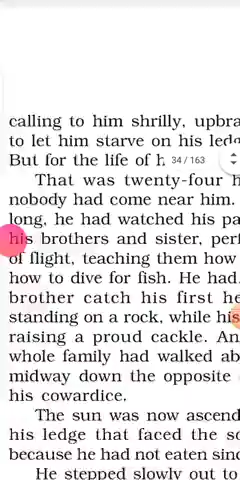 calling to him shrilly, upbra
to let him starve on his led
But for the life of h 34/163
That was twenty-four h
nobody had come near him.
long, he had watched his pa
his brothers and sister, per
of flight, teaching them how
how to dive for fish. He had
brother catch his first he
standing on a rock, while his
raising a proud cackle. An
whole family had walked ab
midway down the opposite
his cowardice.
The sun was now ascend
his ledge that faced the so
because he had not eaten sinc
He stepped slowly out to